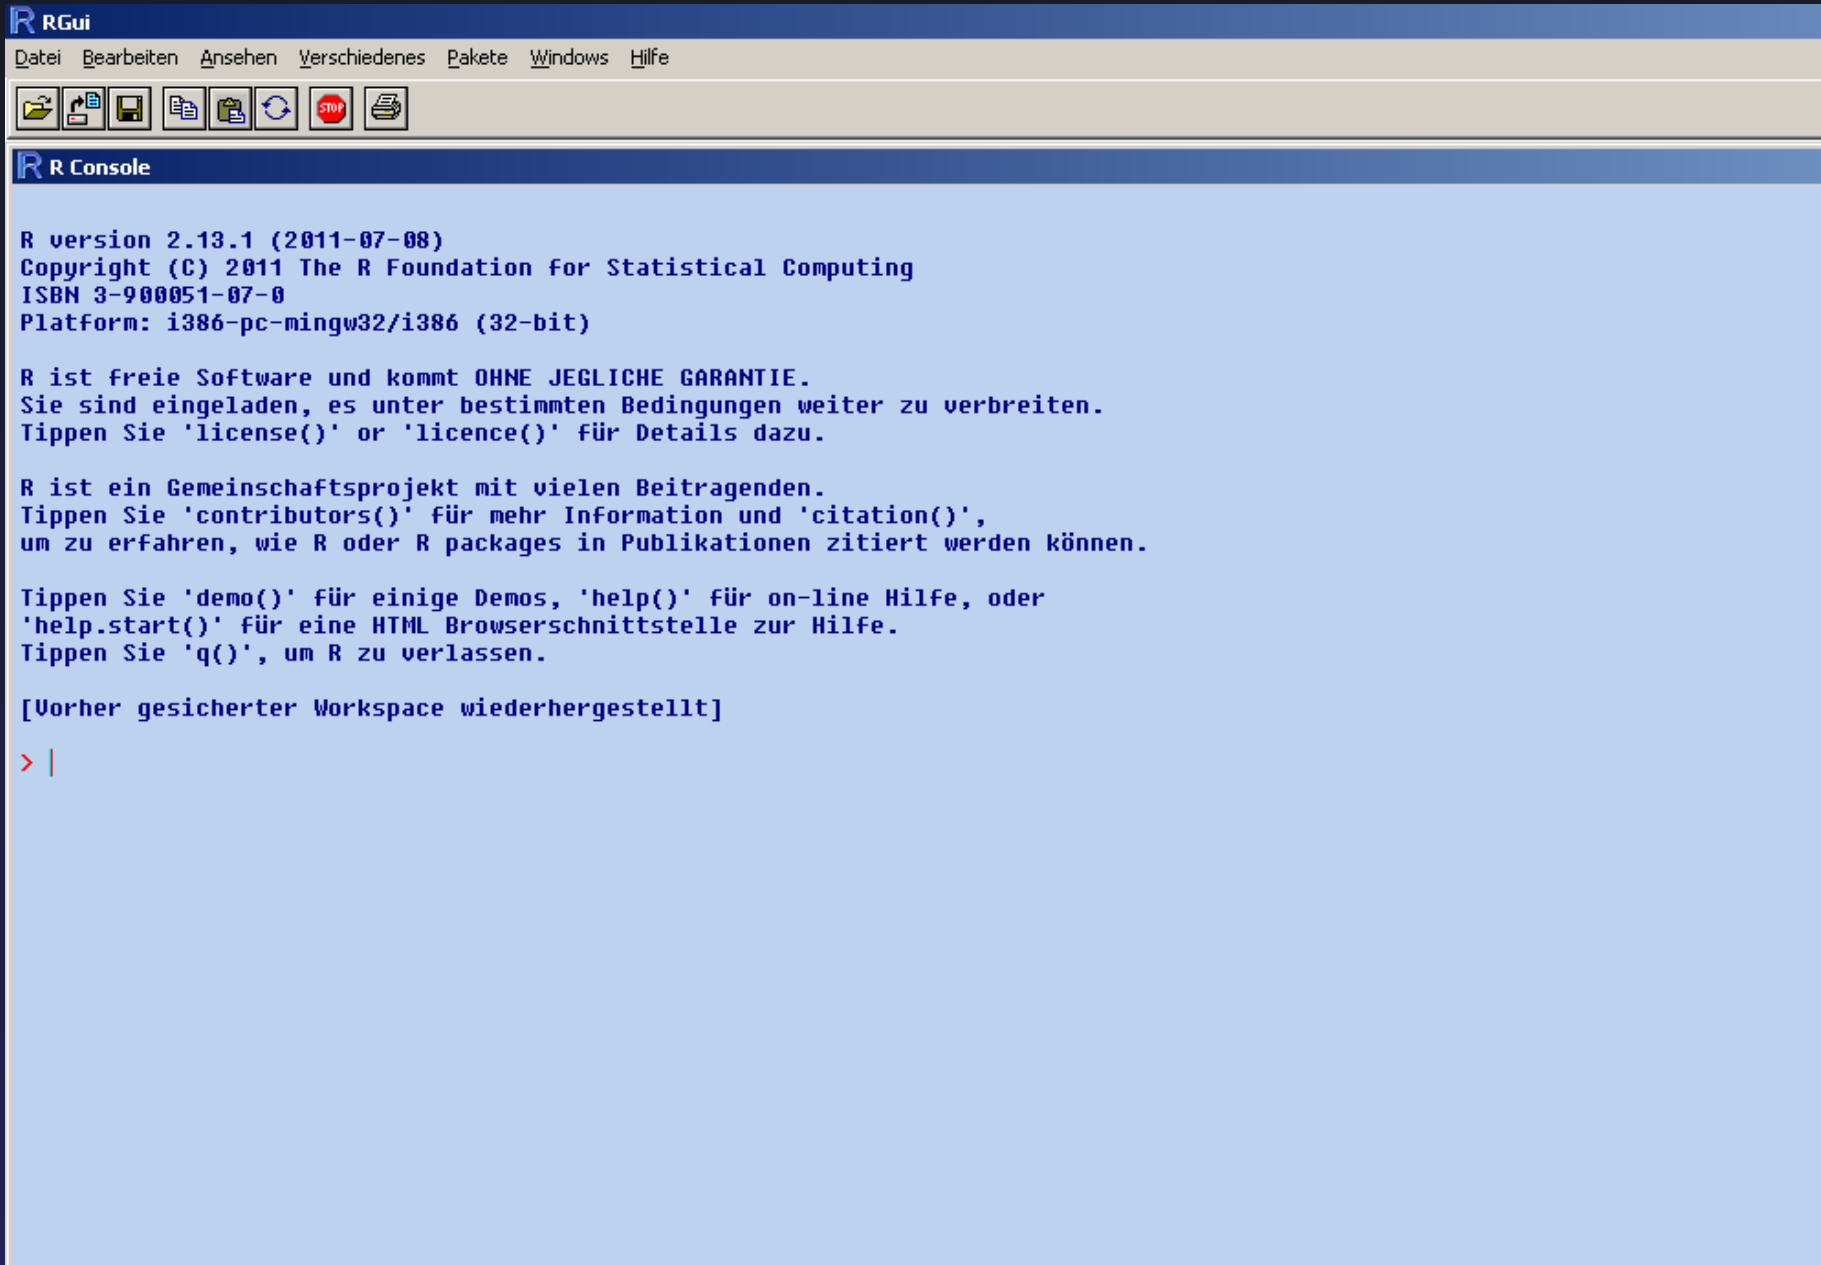 RGui
Datei Bearbeiten Ansehen Verschiedenes Pakete Windows Hilfe
STOP
R Console
R version 2.13.1 (2011-07-08)
Copyright (C) 2011 The R Foundation for Statistical Computing
ISBN 3-900051-07-0
Platform: i386-pc-mingw32/i386 (32-bit)
R ist freie Software und kommt OHNE JEGLICHE GARANTIE.
Sie sind eingeladen, es unter bestimmten Bedingungen weiter zu verbreiten.
Tippen Sie 'license()' or 'licence()' für Details dazu.
R ist ein Gemeinschaftsprojekt mit vielen Beitragenden.
Tippen Sie 'contributors()' für mehr Information und 'citation()',
um zu erfahren, wie R oder R packages in Publikationen zitiert werden können.
Tippen Sie 'demo()' für einige Demos, 'help()' für on-line Hilfe, oder
'help.start()' für eine HTML Browserschnittstelle zur Hilfe.
Tippen Sie 'q()', um R zu verlassen.
[Vorher gesicherter Workspace wiederhergestellt]
>